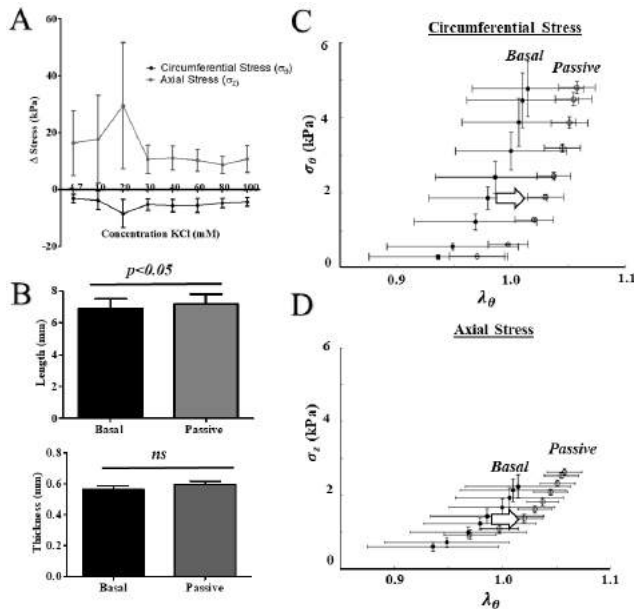 A
60
40
20
0
-20
Δ Stress (kPa)
Circumferential Stress (σθ)
Axial Stress (σz)
4.7 10 20 30 40 60 80 100
Concentration KCl (mM)
B
p<0.05
8
6
4
2
0
Length (mm)
Basal Passive
ns
0.8
0.6
0.4
0.2
0.0
Thickness (mm)
Basal Passive
C
Circumferential Stress
Basal
Passive
6
4
2
0
σθ (kPa)
0.9 1.0 1.1
λθ
D
Axial Stress
6
4
2
0
σz (kPa)
Passive
Basal
0.9 1.0 1.1
λθ